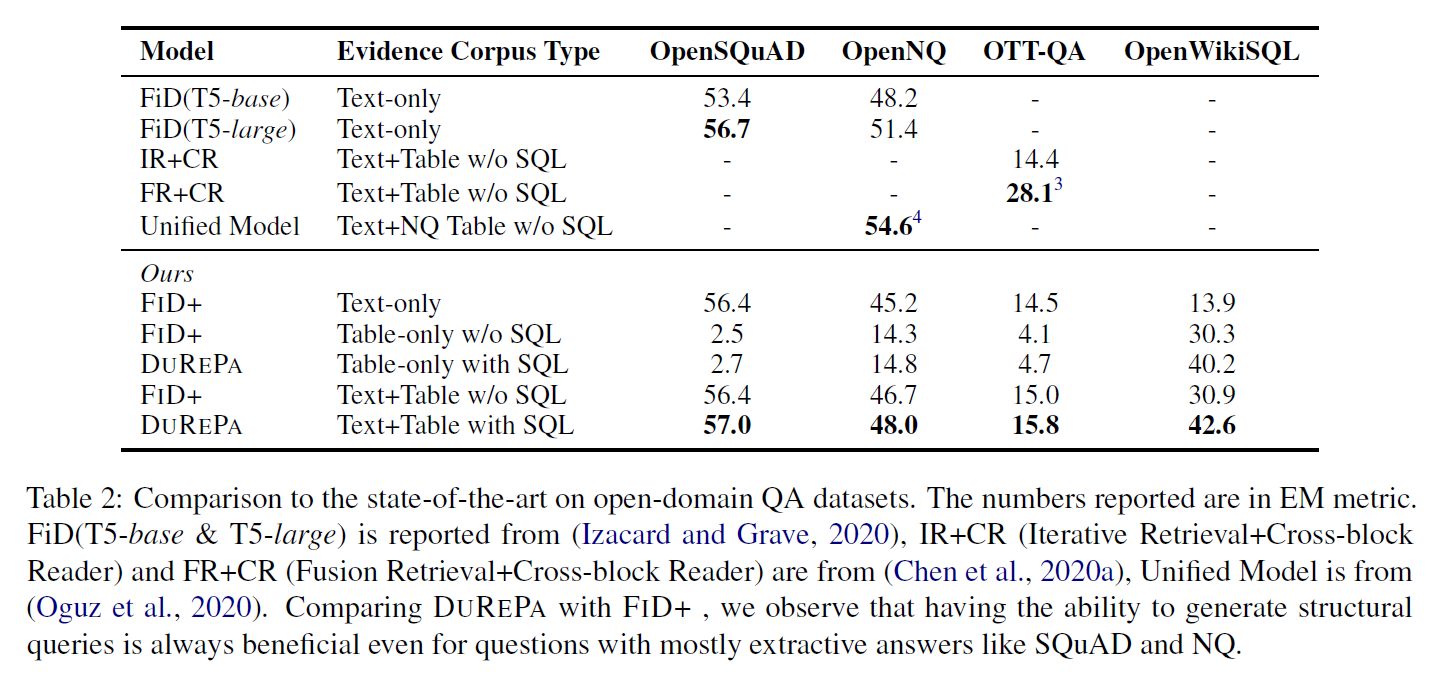 Model Evidence Corpus Type OpenSQuAD OpenNQ OTT-QA OpenWikiSQL
FiD(T5-base) Text-only 53.4 48.2 - -
FiD(T5-large) Text-only 56.7 51.4 - -
IR+CR Text+Table w/o SQL - - 14.4 -
FR+CR Text+Table w/o SQL - - 28.1³ -
Unified Model Text+NQ Table w/o SQL - 54.6⁴ - -
Ours
FID+ Text-only 56.4 45.2 14.5 13.9
FID+ Table-only w/o SQL 2.5 14.3 4.1 30.3
DUREPA Table-only with SQL 2.7 14.8 4.7 40.2
FID+ Text+Table w/o SQL 56.4 46.7 15.0 30.9
DUREPA Text+Table with SQL 57.0 48.0 15.8 42.6
Table 2: Comparison to the state-of-the-art on open-domain QA datasets. The numbers reported are in EM metric.
FiD(T5-base & T5-large) is reported from (Izacard and Grave, 2020), IR+CR (Iterative Retrieval+Cross-block
Reader) and FR+CR (Fusion Retrieval+Cross-block Reader) are from (Chen et al., 2020a), Unified Model is from
(Oguz et al., 2020). Comparing DUREPA with FID+ , we observe that having the ability to generate structural
queries is always beneficial even for questions with mostly extractive answers like SQuAD and NQ.